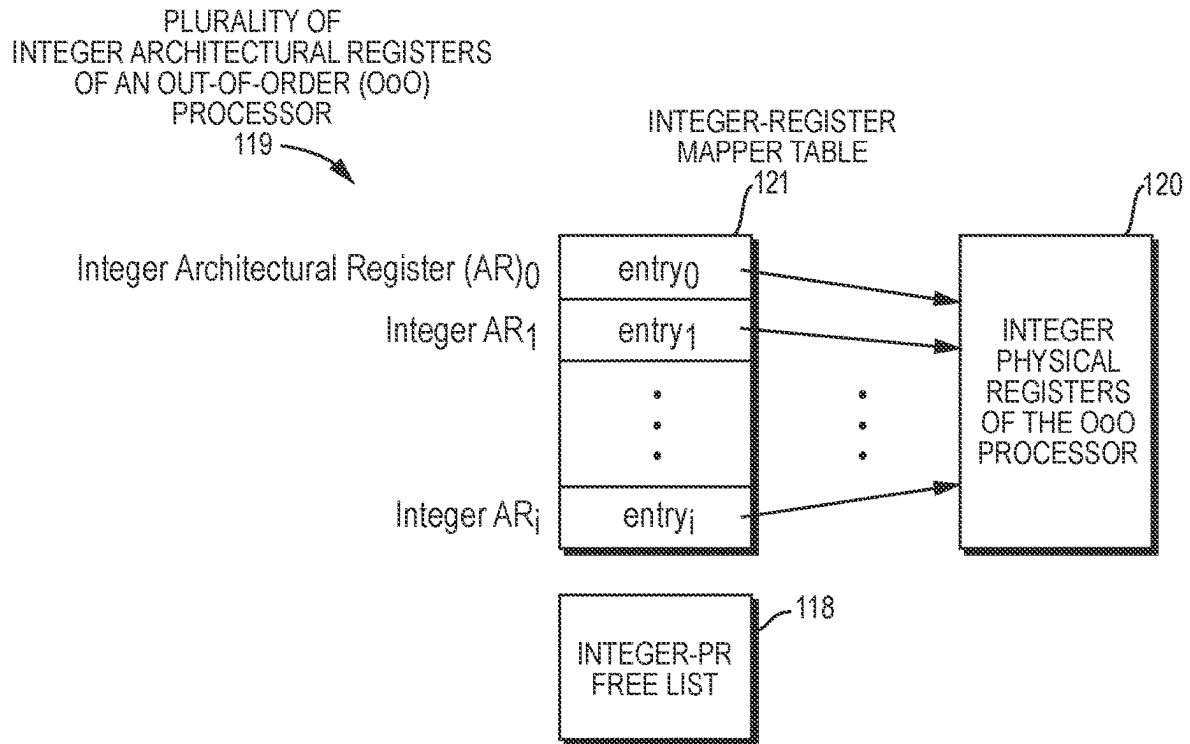 PLURALITY OF
INTEGER ARCHITECTURAL REGISTERS
OF AN OUT-OF-ORDER (OoO)
PROCESSOR
119
INTEGER-REGISTER
MAPPER TABLE
121
120
Integer Architectural Register (AR)0
entry0
Integer AR1
entry1
Integer ARi
entryi
INTEGER
PHYSICAL
REGISTERS
OF THE OoO
PROCESSOR
118
INTEGER-PR
FREE LIST